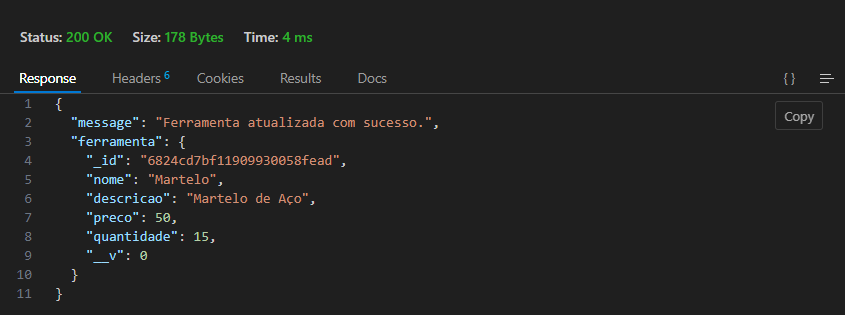 Status: 200 OK Size: 178 Bytes Time: 4 ms
Response Headers 6 Cookies Results Docs { }
1 {
Copy
2 "message": "Ferramenta atualizada com sucesso.",
3 "ferramenta": {
4 "_id": "6824cd7bf11909930058fead",
5 "nome": "Martelo",
6 "descricao": "Martelo de Aço",
7 "preco": 50,
8 "quantidade": 15,
9 "__v": 0
10 }
11 }